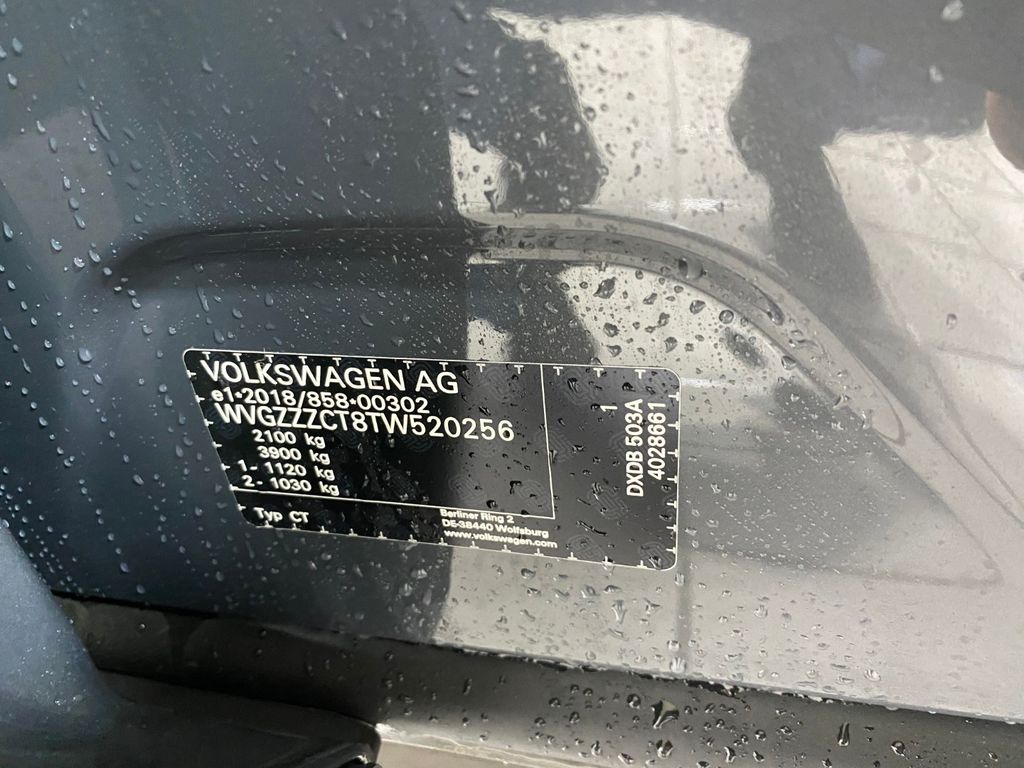 VOLKSWAGEN AG
e1*2018/858*00302
WVGZZZCT8TW520256
2100 kg
3900 kg
1- 1120 kg
2- 1030 kg
Typ CT
Berliner Ring 2
DE-38440 Wolfsburg
www.volkswagen.com
1
DXDB 503A
4028661